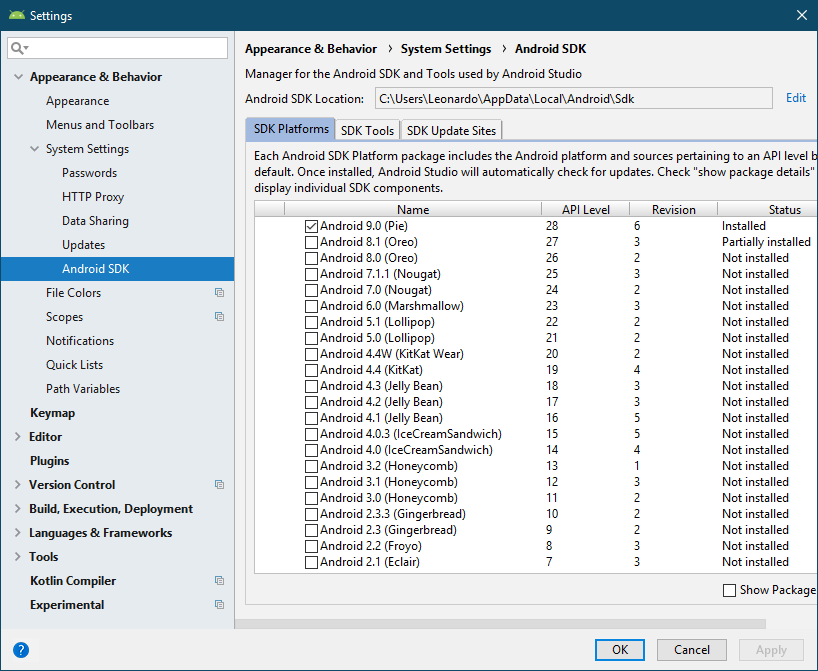 Settings
Appearance & Behavior › System Settings › Android SDK
Manager for the Android SDK and Tools used by Android Studio
Android SDK Location: C:\Users\Leonardo\AppData\Local\Android\Sdk Edit
Appearance & Behavior
Appearance
Menus and Toolbars
System Settings
Passwords
HTTP Proxy
Data Sharing
Updates
Android SDK
File Colors
Scopes
Notifications
Quick Lists
Path Variables
Keymap
Editor
Plugins
Version Control
Build, Execution, Deployment
Languages & Frameworks
Tools
Kotlin Compiler
Experimental
SDK Platforms SDK Tools SDK Update Sites
Each Android SDK Platform package includes the Android platform and sources pertaining to an API level b
default. Once installed, Android Studio will automatically check for updates. Check "show package details"
display individual SDK components.
Name API Level Revision Status
Android 9.0 (Pie) 28 6 Installed
Android 8.1 (Oreo) 27 3 Partially installed
Android 8.0 (Oreo) 26 2 Not installed
Android 7.1.1 (Nougat) 25 3 Not installed
Android 7.0 (Nougat) 24 2 Not installed
Android 6.0 (Marshmallow) 23 3 Not installed
Android 5.1 (Lollipop) 22 2 Not installed
Android 5.0 (Lollipop) 21 2 Not installed
Android 4.4W (KitKat Wear) 20 2 Not installed
Android 4.4 (KitKat) 19 4 Not installed
Android 4.3 (Jelly Bean) 18 3 Not installed
Android 4.2 (Jelly Bean) 17 3 Not installed
Android 4.1 (Jelly Bean) 16 5 Not installed
Android 4.0.3 (IceCreamSandwich) 15 5 Not installed
Android 4.0 (IceCreamSandwich) 14 4 Not installed
Android 3.2 (Honeycomb) 13 1 Not installed
Android 3.1 (Honeycomb) 12 3 Not installed
Android 3.0 (Honeycomb) 11 2 Not installed
Android 2.3.3 (Gingerbread) 10 2 Not installed
Android 2.3 (Gingerbread) 9 2 Not installed
Android 2.2 (Froyo) 8 3 Not installed
Android 2.1 (Eclair) 7 3 Not installed
Show Package
? OK Cancel Apply